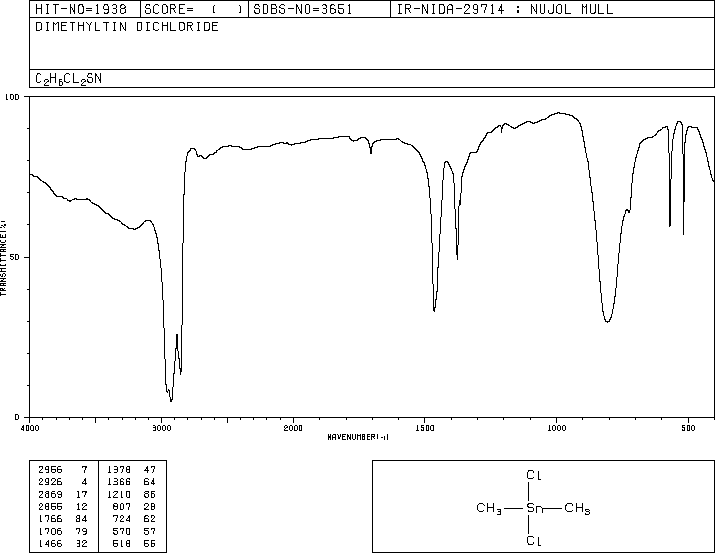 HIT-NO=1938 SCORE= ( ) SDBS-NO=3651 IR-NIDA-29714 : NUJOL MULL
DIMETHYLTIN DICHLORIDE
C2H6CL2SN
100
50
0
TRANSMITTANCE(%)
4000 3000 2000 1500 1000 500
WAVENUMBER(-1)
2956 7 1378 47
2926 4 1366 64
2869 17 1210 86
2855 12 807 28
1766 84 724 62
1706 79 570 57
1466 32 518 55
Cl
CH3 Sn CH3
Cl